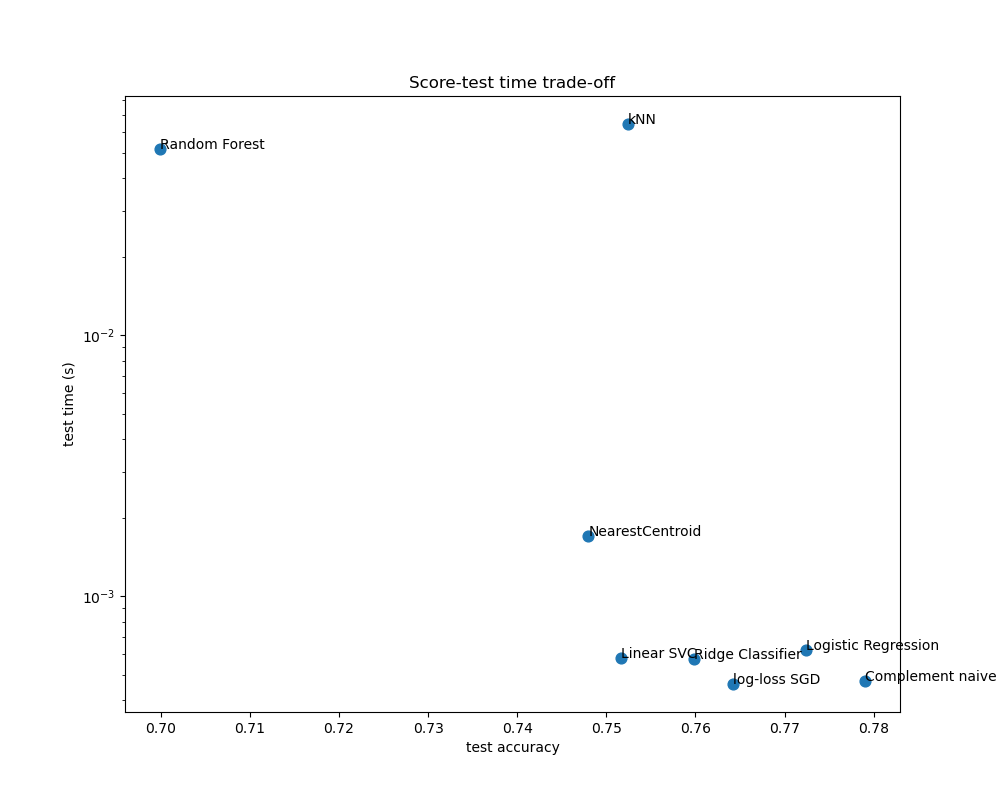 Score-test time trade-off
kNN
Random Forest
10⁻²
test time (s)
NearestCentroid
10⁻³
Logistic Regression
Linear SVC
Ridge Classifier
log-loss SGD
Complement naive
0.70 0.71 0.72 0.73 0.74 0.75 0.76 0.77 0.78
test accuracy